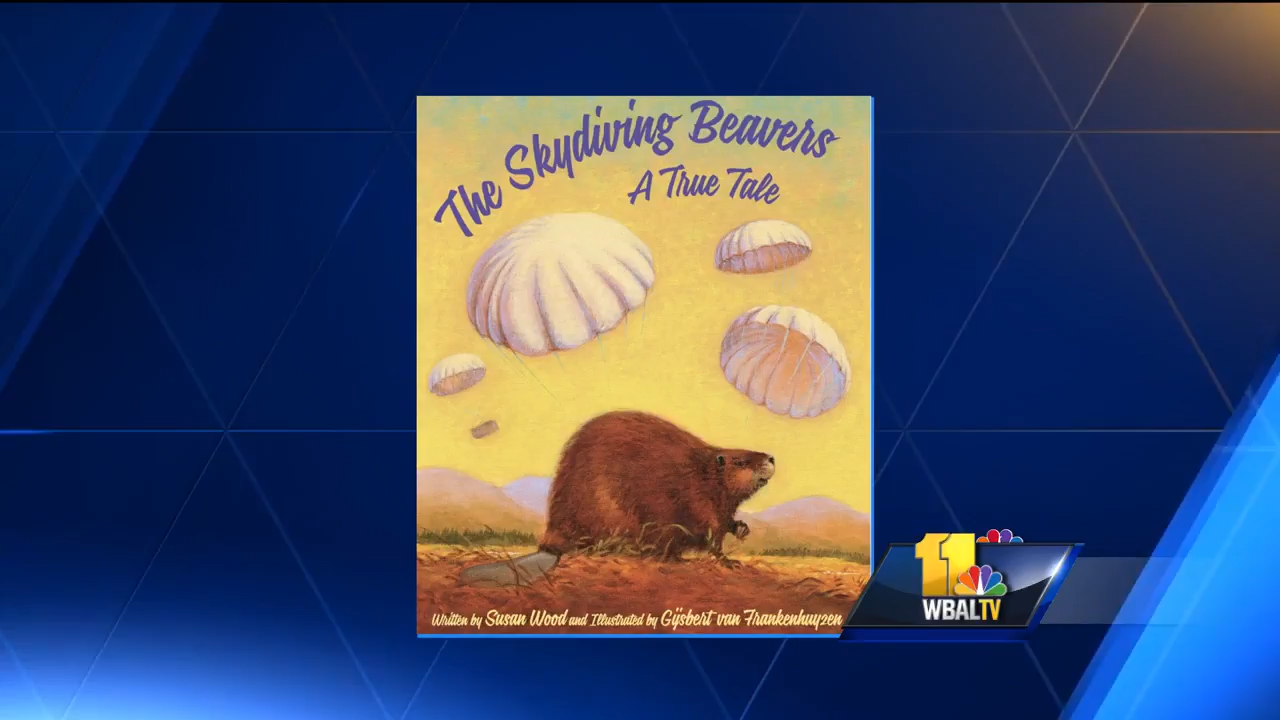 The Skydiving Beavers
A True Tale
Written by Susan Wood and Illustrated by Gijsbert van Frankenhuyzen
11
WBALTV